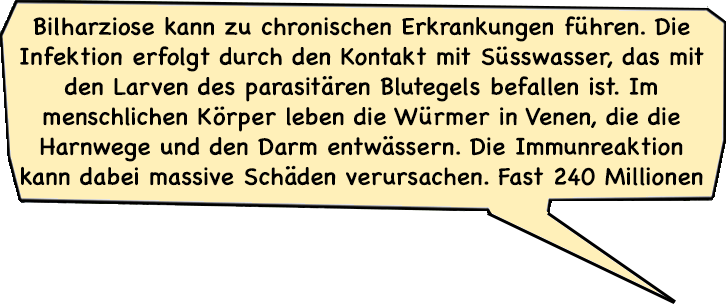 Bilharziose kann zu chronischen Erkrankungen führen. Die
Infektion erfolgt durch den Kontakt mit Süsswasser, das mit
den Larven des parasitären Blutegels befallen ist. Im
menschlichen Körper leben die Würmer in Venen, die die
Harnwege und den Darm entwässern. Die Immunreaktion
kann dabei massive Schäden verursachen. Fast 240 Millionen